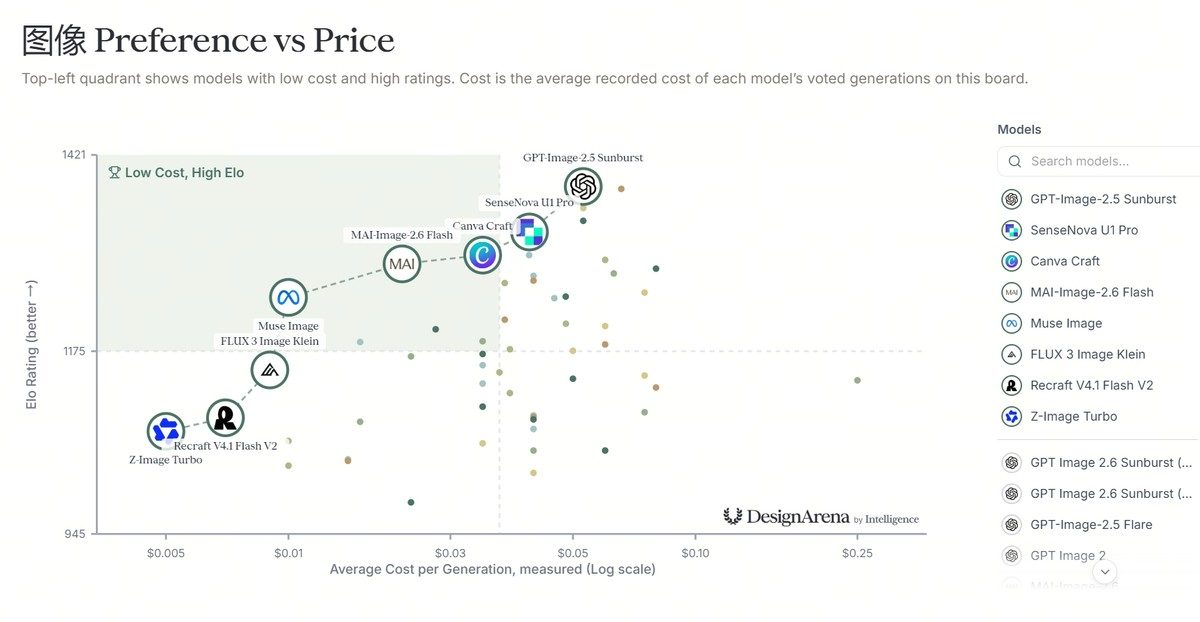 图像 Preference vs Price
Top-left quadrant shows models with low cost and high ratings. Cost is the average recorded cost of each model's voted generations on this board.
Models
Search models...
GPT-Image-2.5 Sunburst
SenseNova U1 Pro
Canva Craft
MAI-Image-2.6 Flash
Muse Image
FLUX 3 Image Klein
Recraft V4.1 Flash V2
Z-Image Turbo
GPT Image 2.6 Sunburst (...
GPT Image 2.6 Sunburst (...
GPT-Image-2.5 Flare
GPT Image 2
1421
1175
945
Elo Rating (better →)
Low Cost, High Elo
GPT-Image-2.5 Sunburst
SenseNova U1 Pro
Canva Craft
MAI-Image-2.6 Flash
MAI
Muse Image
FLUX 3 Image Klein
Recraft V4.1 Flash V2
Z-Image Turbo
DesignArena by Intelligence
$0.005
$0.01
$0.03
$0.05
$0.10
$0.25
Average Cost per Generation, measured (Log scale)